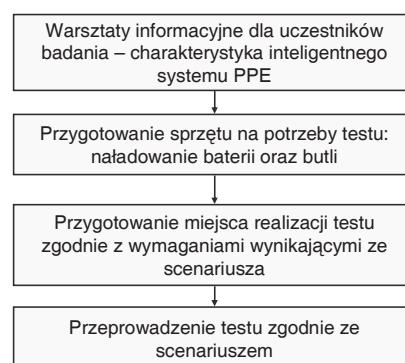 Warsztaty informacyjne dla uczestników
badania – charakterystyka inteligentnego
systemu PPE
Przygotowanie sprzętu na potrzeby testu:
naładowanie baterii oraz butli
Przygotowanie miejsca realizacji testu
zgodnie z wymaganiami wynikającymi ze
scenariusza
Przeprowadzenie testu zgodnie ze
scenariuszem